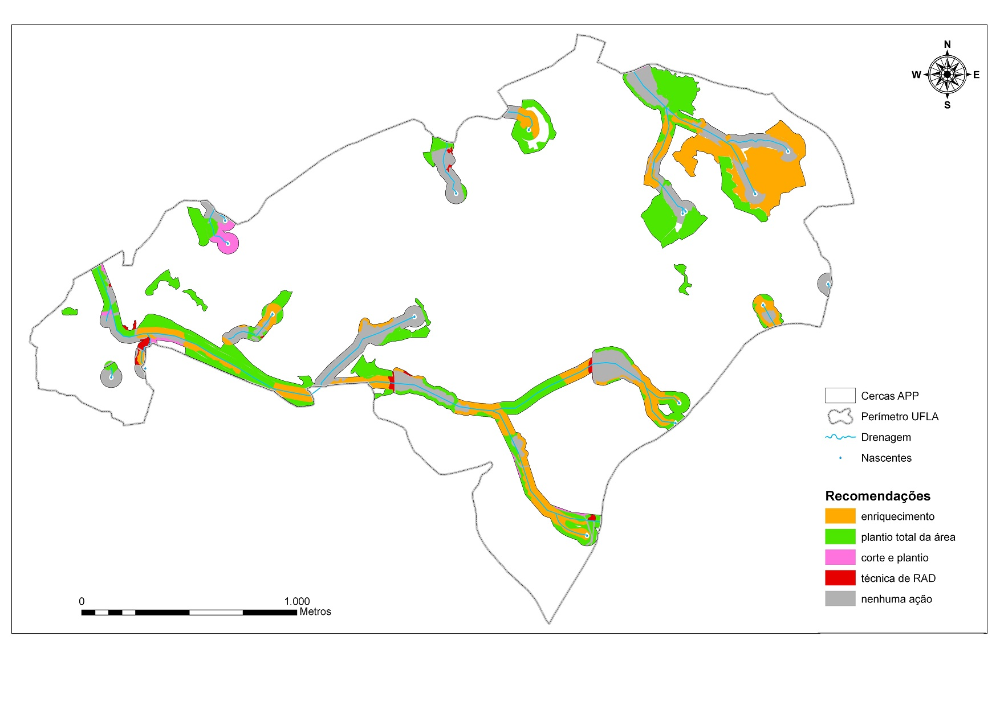 N
W E
S
Cercas APP
Perímetro UFLA
Drenagem
Nascentes
Recomendações
enriquecimento
plantio total da área
corte e plantio
técnica de RAD
nenhuma ação
0 1.000
Metros